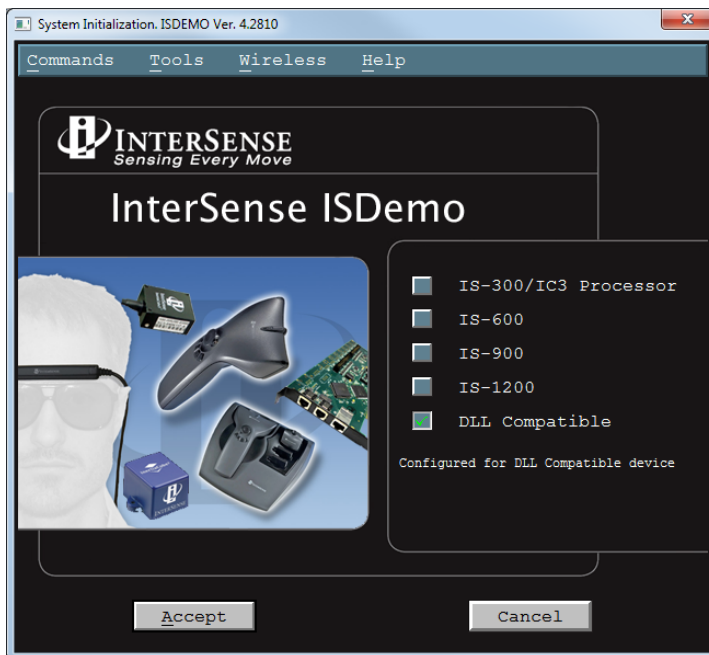 System Initialization. ISDEMO Ver. 4.2810
Commands Tools Wireless Help
INTERSENSE
Sensing Every Move
InterSense ISDemo
IS-300/IC3 Processor
IS-600
IS-900
IS-1200
DLL Compatible
Configured for DLL Compatible device
INTERSENSE
Accept Cancel